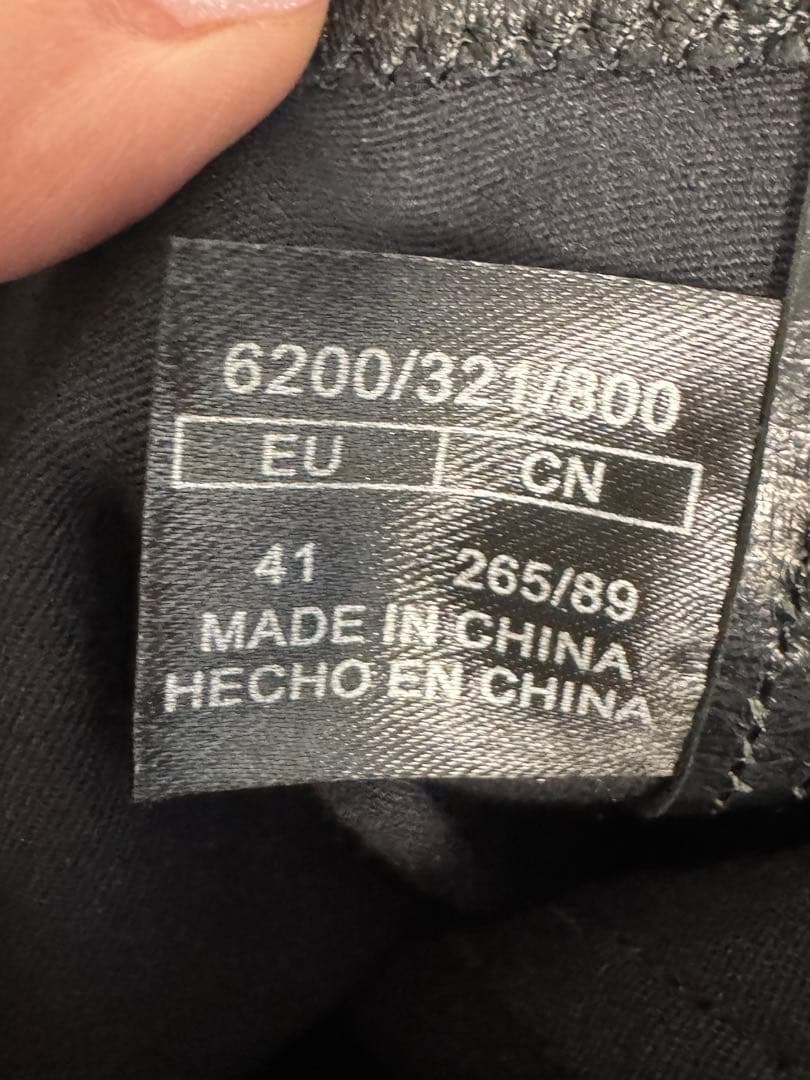 6200/321/800
EU CN
41 265/89
MADE IN CHINA
HECHO EN CHINA